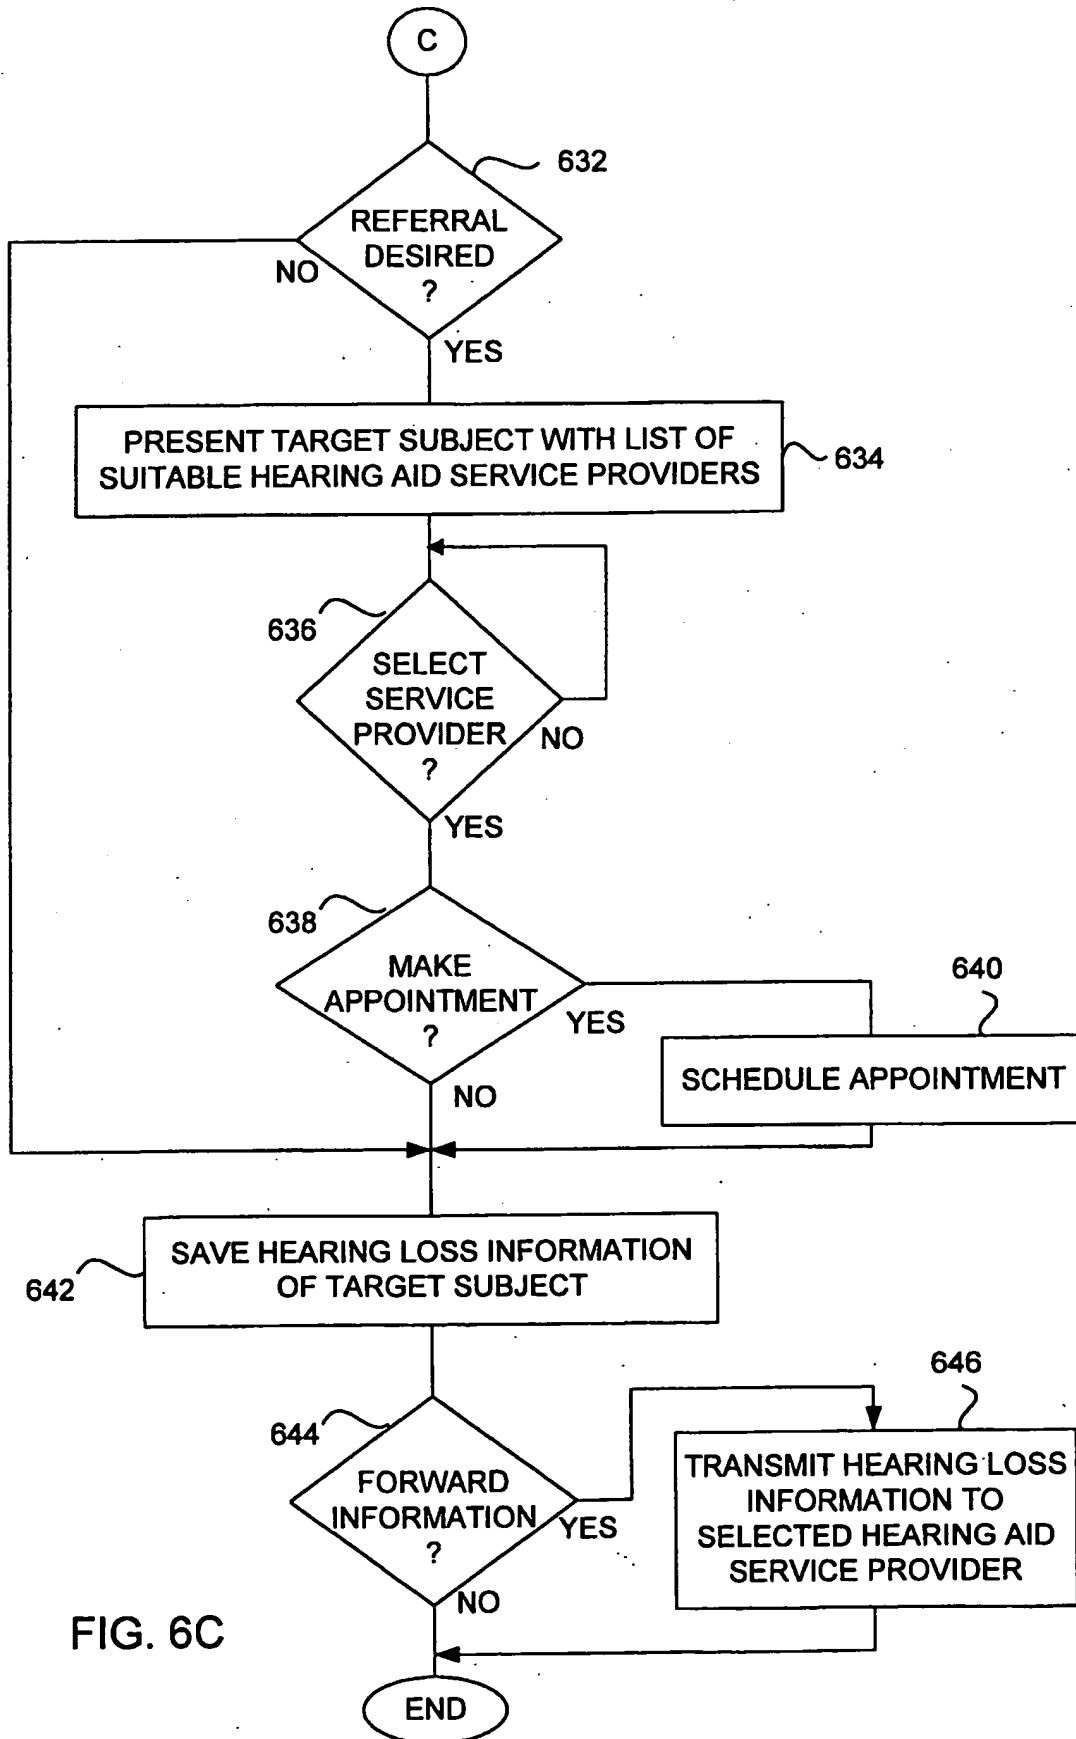 C
632
REFERRAL
DESIRED
?
NO
YES
PRESENT TARGET SUBJECT WITH LIST OF
SUITABLE HEARING AID SERVICE PROVIDERS
634
636
SELECT
SERVICE
PROVIDER
?
NO
YES
638
MAKE
APPOINTMENT
?
YES
NO
640
SCHEDULE APPOINTMENT
SAVE HEARING LOSS INFORMATION
OF TARGET SUBJECT
642
644
FORWARD
INFORMATION
?
YES
NO
646
TRANSMIT HEARING LOSS
INFORMATION TO
SELECTED HEARING AID
SERVICE PROVIDER
FIG. 6C
END